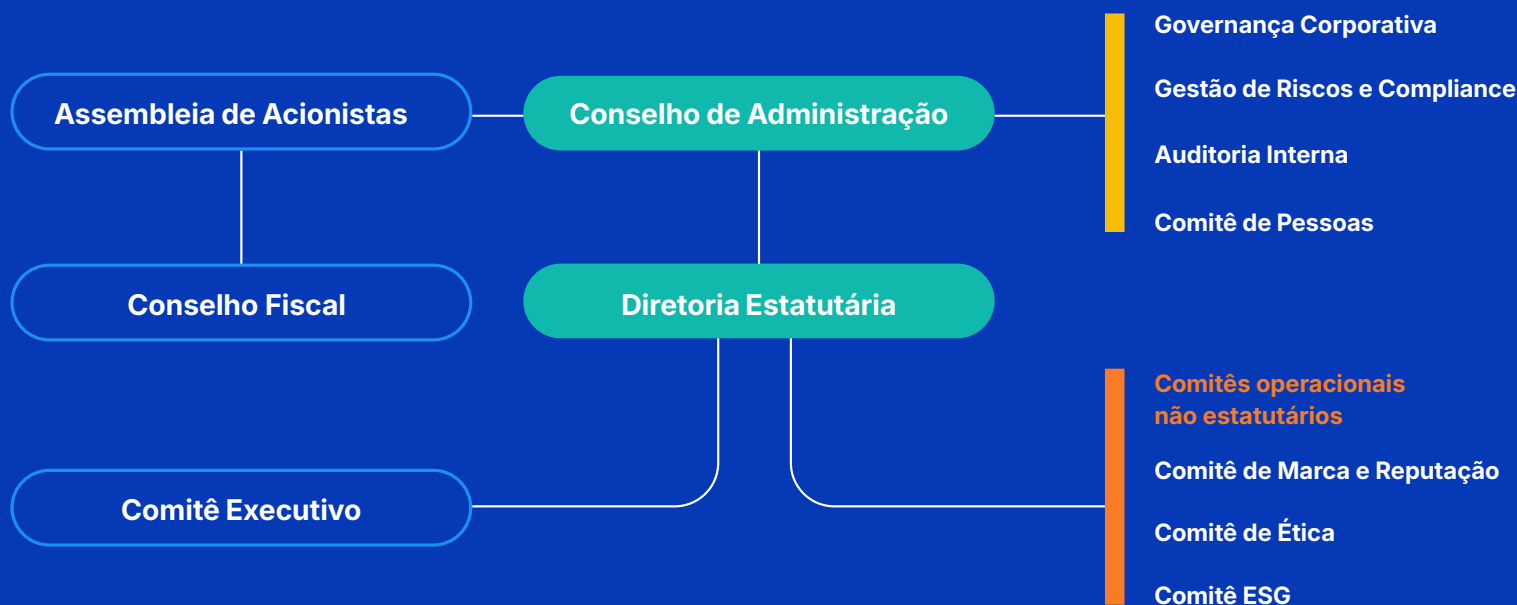 Governança Corporativa
Assembleia de Acionistas
Conselho de Administração
Gestão de Riscos e Compliance
Auditoria Interna
Comitê de Pessoas
Conselho Fiscal
Diretoria Estatutária
Comitês operacionais
não estatutários
Comitê de Marca e Reputação
Comitê Executivo
Comitê de Ética
Comitê ESG